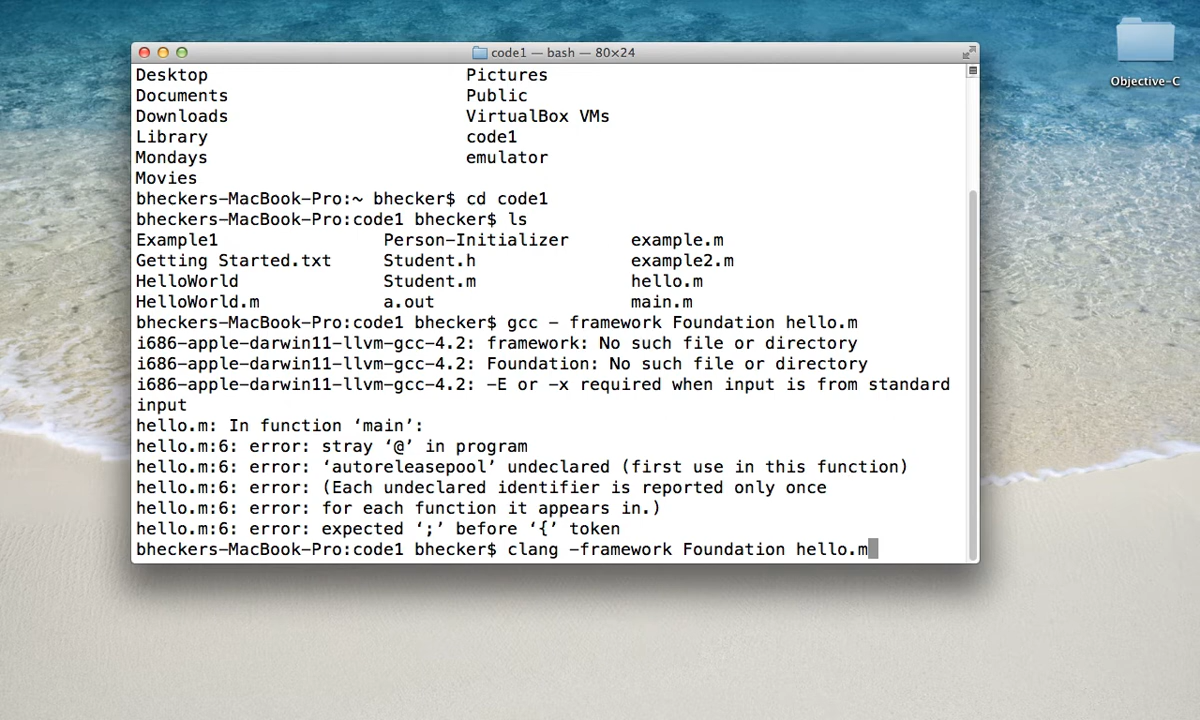 code1 — bash — 80×24
Objective-C
Desktop Pictures
Documents Public
Downloads VirtualBox VMs
Library code1
Mondays emulator
Movies
bheckers-MacBook-Pro:~ bhecker$ cd code1
bheckers-MacBook-Pro:code1 bhecker$ ls
Example1 Person-Initializer example.m
Getting Started.txt Student.h example2.m
HelloWorld Student.m hello.m
HelloWorld.m a.out main.m
bheckers-MacBook-Pro:code1 bhecker$ gcc - framework Foundation hello.m
i686-apple-darwin11-llvm-gcc-4.2: framework: No such file or directory
i686-apple-darwin11-llvm-gcc-4.2: Foundation: No such file or directory
i686-apple-darwin11-llvm-gcc-4.2: -E or -x required when input is from standard
input
hello.m: In function ‘main’:
hello.m:6: error: stray ‘@’ in program
hello.m:6: error: ‘autoreleasepool’ undeclared (first use in this function)
hello.m:6: error: (Each undeclared identifier is reported only once
hello.m:6: error: for each function it appears in.)
hello.m:6: error: expected ‘;’ before ‘{’ token
bheckers-MacBook-Pro:code1 bhecker$ clang -framework Foundation hello.m